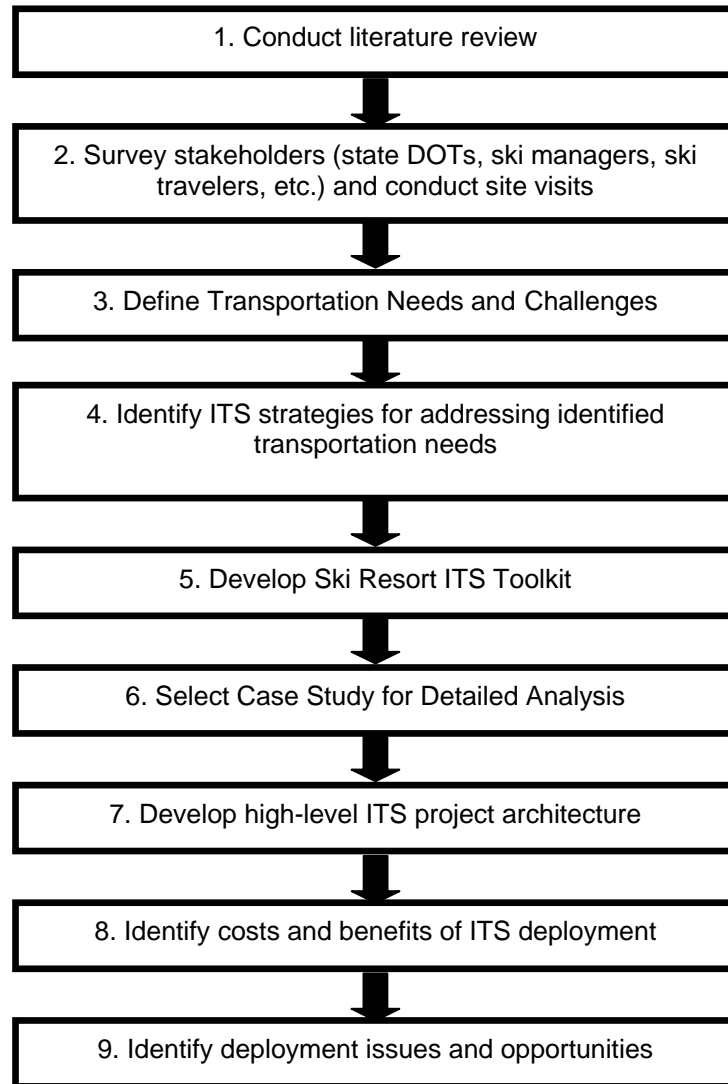 1. Conduct literature review
2. Survey stakeholders (state DOTs, ski managers, ski
travelers, etc.) and conduct site visits
3. Define Transportation Needs and Challenges
4. Identify ITS strategies for addressing identified
transportation needs
5. Develop Ski Resort ITS Toolkit
6. Select Case Study for Detailed Analysis
7. Develop high-level ITS project architecture
8. Identify costs and benefits of ITS deployment
9. Identify deployment issues and opportunities